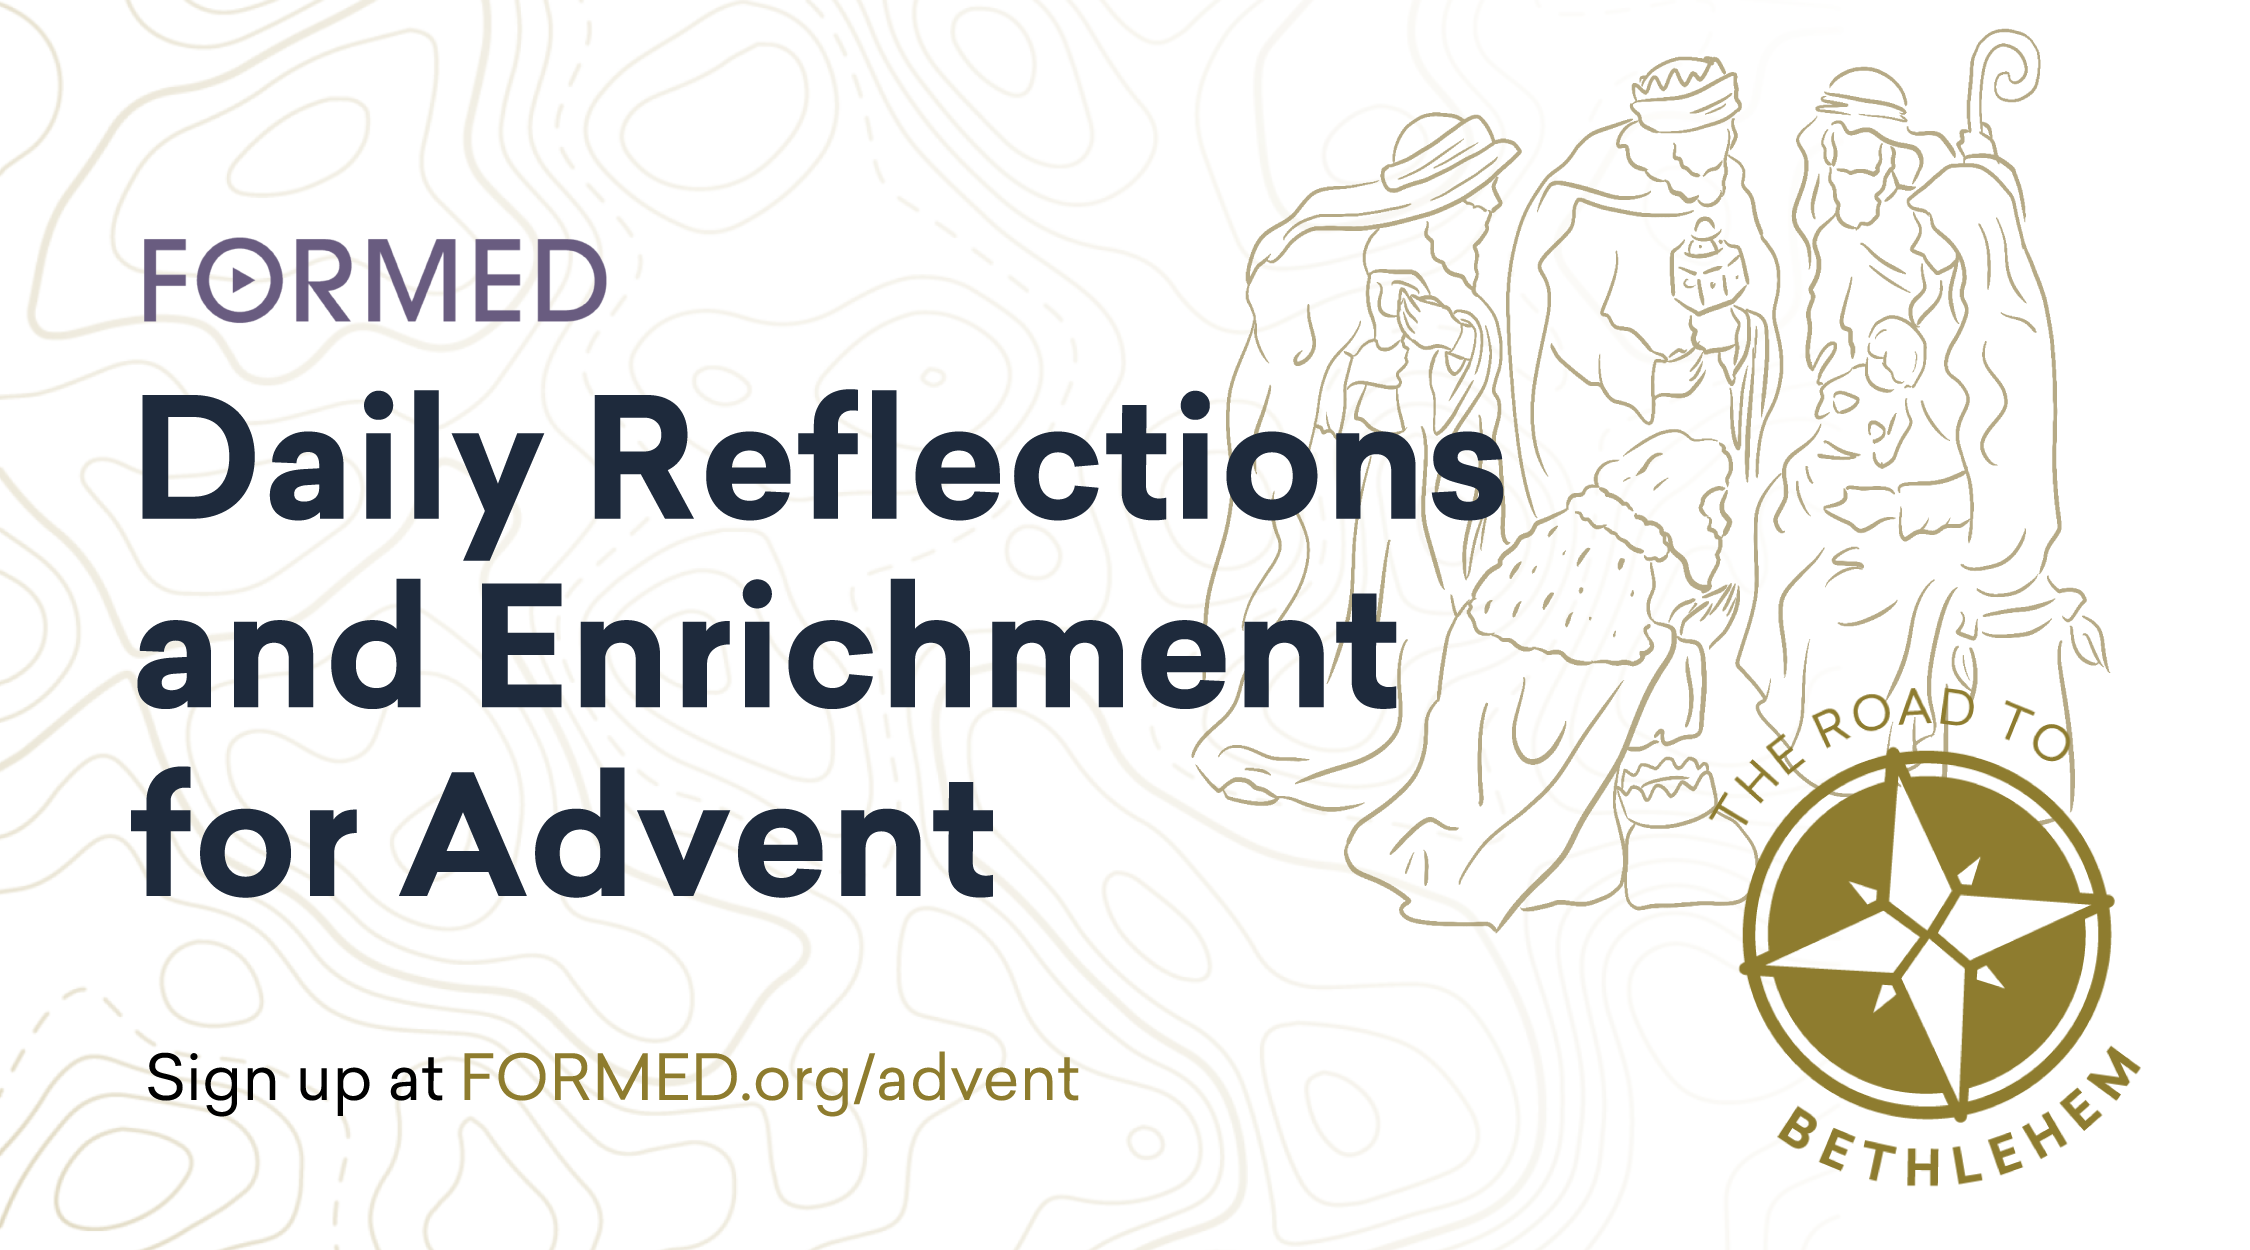 FORMED
Daily Reflections
and Enrichment
for Advent
Sign up at FORMED.org/advent
THE ROAD TO
BETHLEHEM